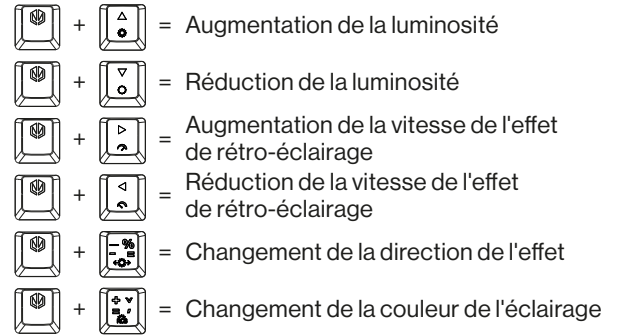 + = Augmentation de la luminosité
+ = Réduction de la luminosité
+ = Augmentation de la vitesse de l'effet
de rétro-éclairage
+ = Réduction de la vitesse de l'effet
de rétro-éclairage
+ - % - = = Changement de la direction de l'effet
+ + ˇ = , = Changement de la couleur de l'éclairage